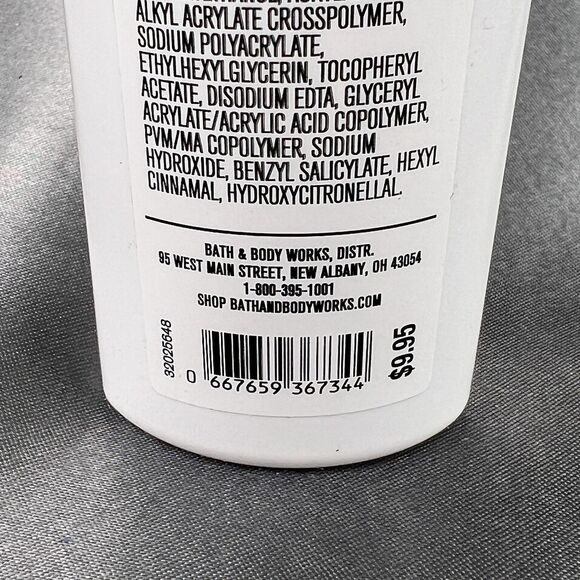 ALKYL ACRYLATE CROSSPOLYMER,
SODIUM POLYACRYLATE,
ETHYLHEXYLGLYCERIN, TOCOPHERYL
ACETATE, DISODIUM EDTA, GLYCERYL
ACRYLATE/ACRYLIC ACID COPOLYMER,
PVM/MA COPOLYMER, SODIUM
HYDROXIDE, BENZYL SALICYLATE, HEXYL
CINNAMAL, HYDROXYCITRONELLAL.
BATH & BODY WORKS, DISTR.
95 WEST MAIN STREET, NEW ALBANY, OH 43054
1-800-395-1001
SHOP BATHANDBODYWORKS.COM
32025648
0 667659 367344
$9.95